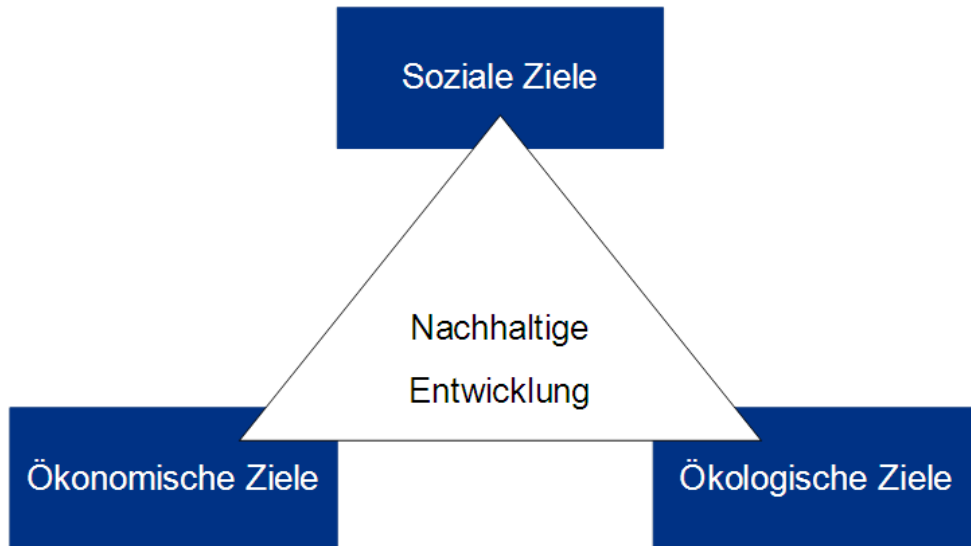 Soziale Ziele
Nachhaltige
Entwicklung
Ökonomische Ziele
Ökologische Ziele